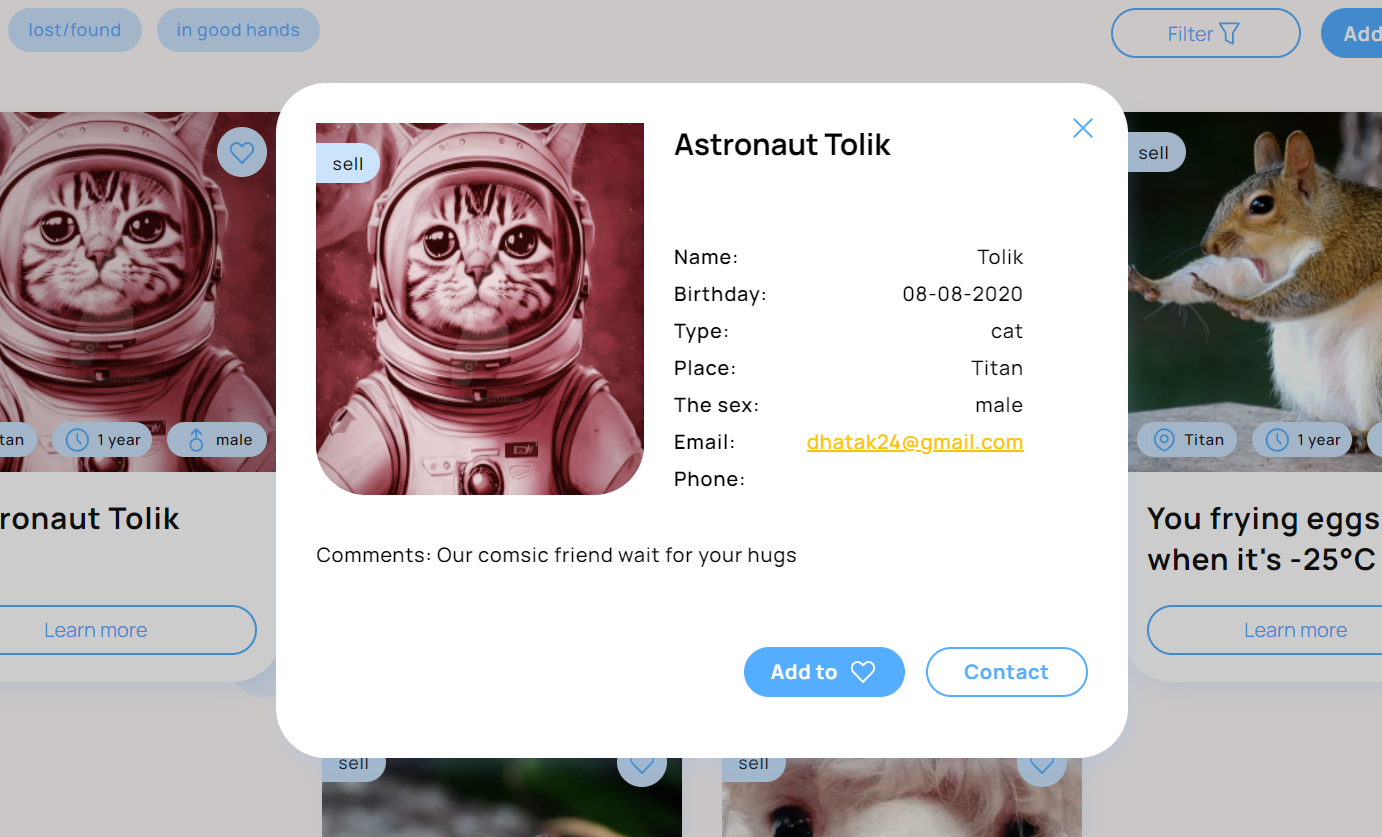 lost/found
in good hands
Filter
Add
sell
Astronaut Tolik
Name: Tolik
Birthday: 08-08-2020
Type: cat
Place: Titan
The sex: male
Email: dhatak24@gmail.com
Phone:
Comments: Our comsic friend wait for your hugs
Add to
Contact
tan
1 year
male
ronaut Tolik
Learn more
sell
Titan
1 year
You frying eggs
when it's -25°C
Learn more
sell
sell